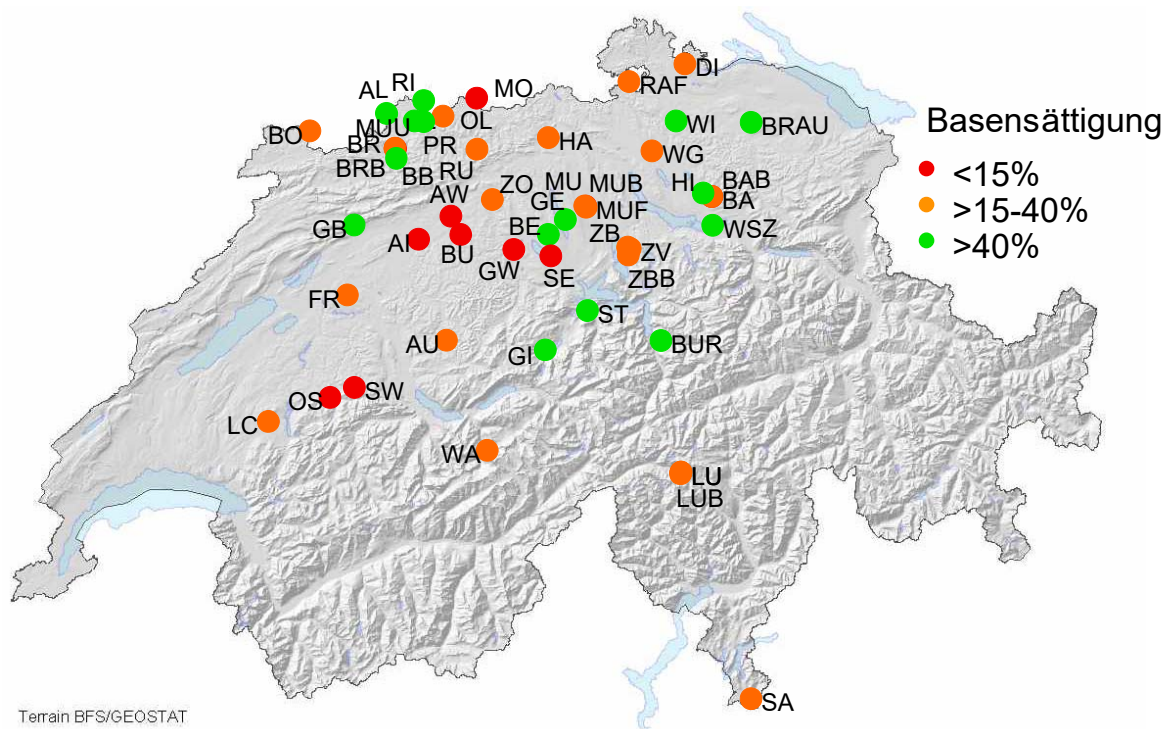 DI
RAF
RI
AL
MO
OL
MUU
BO
BR
PR
BRB
BB
RU
HA
WI
BRAU
WG
Basensättigung
<15%
>15-40%
>40%
AW
ZO
MU
MUB
GE
MUF
HI
BAB
BA
WSZ
GB
AI
BU
BE
GW
SE
ZB
ZV
ZBB
FR
ST
AU
GI
BUR
OS
SW
LC
WA
LU
LUB
SA
Terrain BFS/GEOSTAT